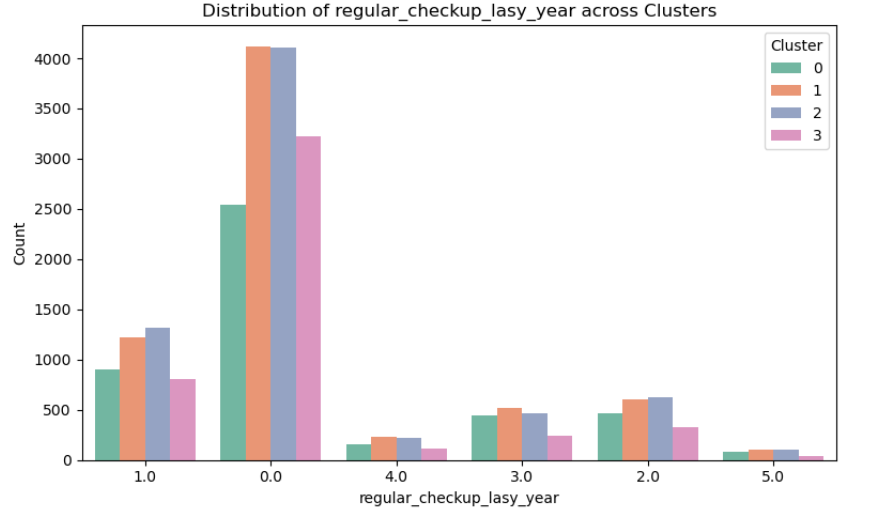 Distribution of regular_checkup_lasy_year across Clusters
Cluster
0
1
2
3
Count
4000
3500
3000
2500
2000
1500
1000
500
0
1.0 0.0 4.0 3.0 2.0 5.0
regular_checkup_lasy_year